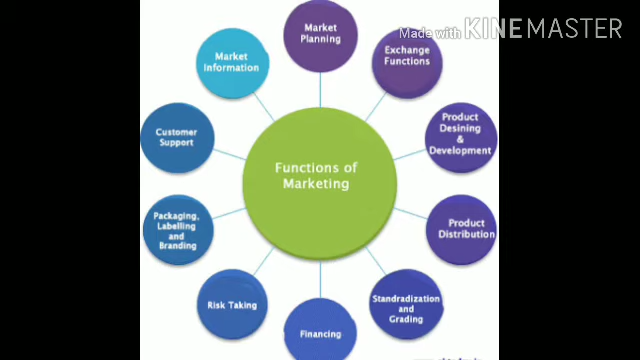 Made with KINEMASTER
Market
Planning
Exchange
Functions
Product
Desining
&
Development
Product
Distribution
Standradization
and
Grading
Financing
Risk Taking
Packaging,
Labelling
and
Branding
Customer
Support
Market
Information
Functions of
Marketing